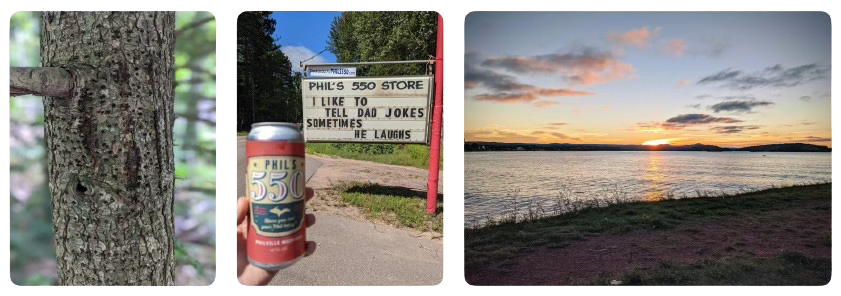 PHIL'S 550 STORE
I LIKE TO
TELL DAD JOKES
SOMETIMES
HE LAUGHS
PHIL'S
550